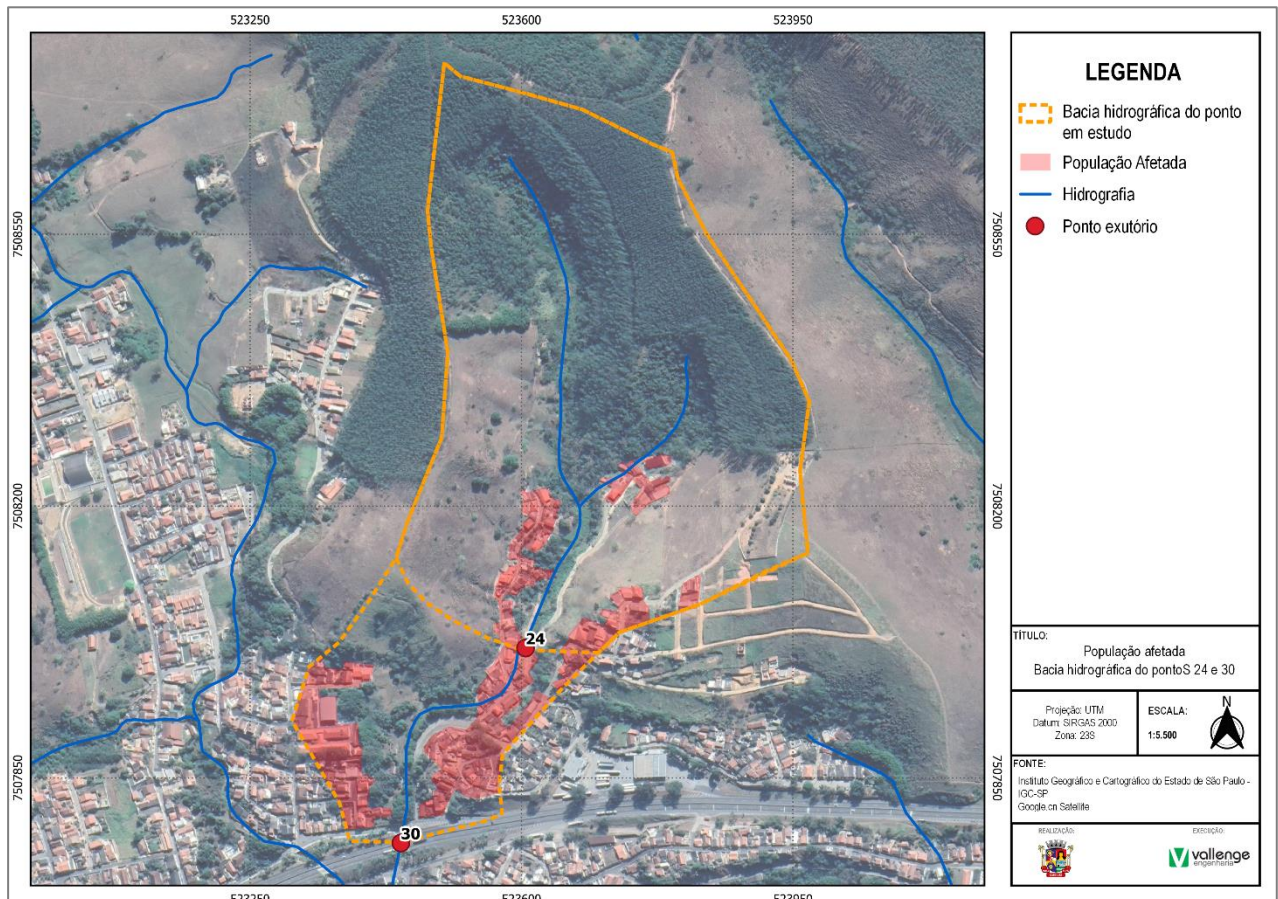 523250
523600
523950
7508550
7508200
7507850
24
30
7508550
7508200
7507850
523250
523600
523950
LEGENDA
Bacia hidrográfica do ponto
em estudo
População Afetada
Hidrografia
Ponto exutório
TÍTULO:
População afetada
Bacia hidrográfica do pontoS 24 e 30
Projeção: UTM
Datum: SIRGAS 2000
Zona: 23S
ESCALA:
1:5.500
N
FONTE:
Instituto Geográfico e Cartográfico do Estado de São Paulo -
IGC-SP
Google.cn Satellite
REALIZAÇÃO:
EXECUÇÃO:
vallenge
engenharia